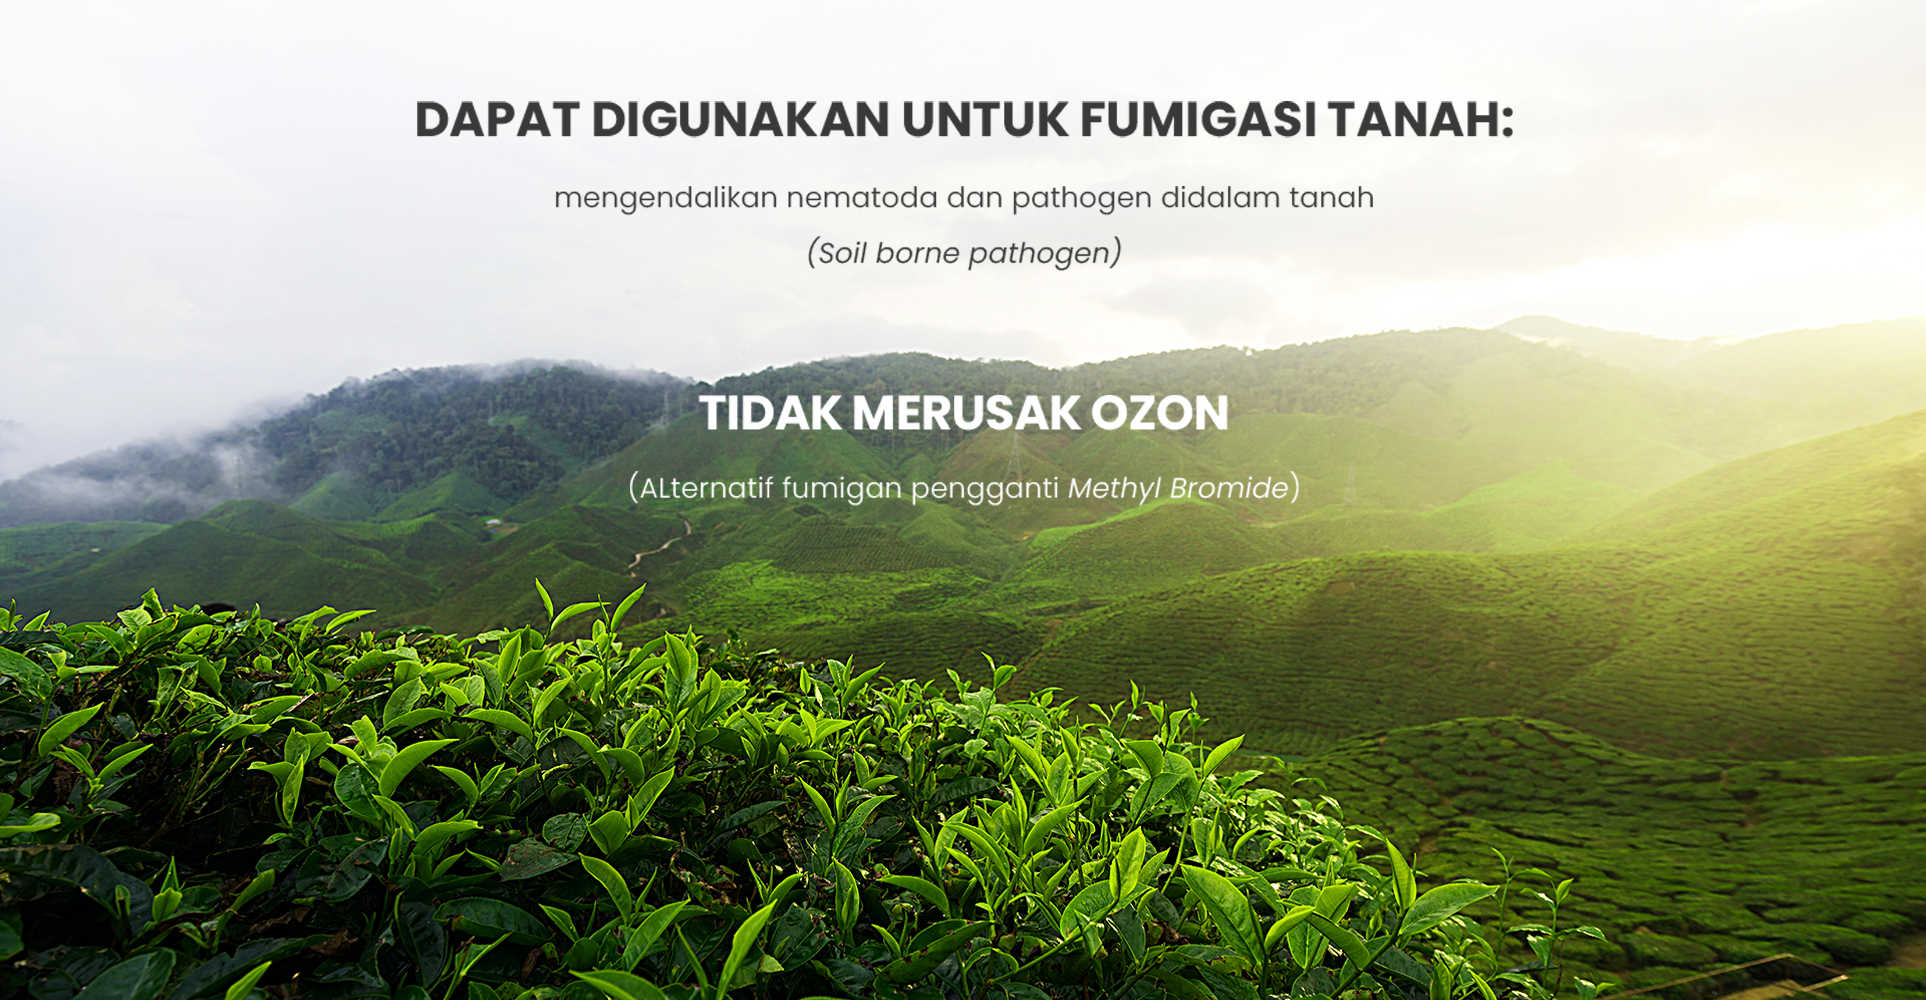 DAPAT DIGUNAKAN UNTUK FUMIGASI TANAH:
mengendalikan nematoda dan pathogen didalam tanah
(Soil borne pathogen)
TIDAK MERUSAK OZON
(ALternatif fumigan pengganti Methyl Bromide)